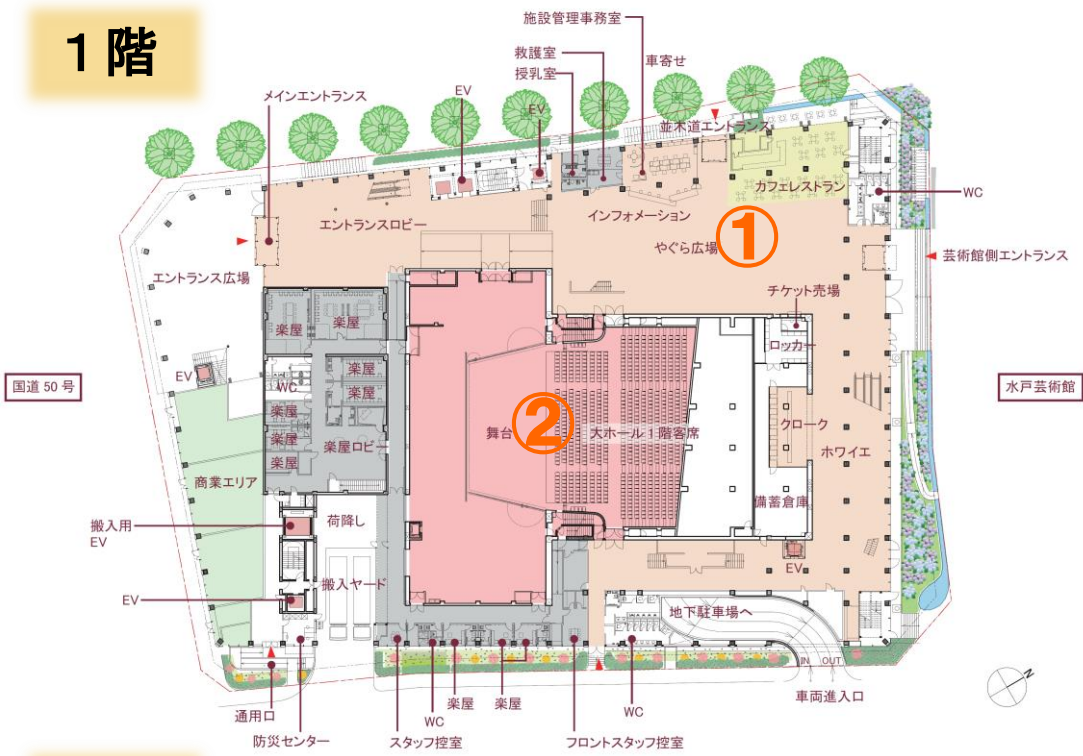 1階
施設管理事務室
救護室
車寄せ
授乳室
メインエントランス
EV
EV
並木道エントランス
カフェレストラン
WC
エントランスロビー
インフォメーション
①
やぐら広場
芸術館側エントランス
エントランス広場
チケット売場
楽屋
楽屋
ロッカー
国道50号
EV
WC
楽屋
楽屋
水戸芸術館
楽屋
楽屋
楽屋
楽屋ロビー
舞台
②
大ホール1階客席
クローク
ホワイエ
商業エリア
備蓄倉庫
搬入用
EV
荷降し
搬入ヤード
EV
EV
地下駐車場へ
IN
OUT
N
通用口
防災センター
スタッフ控室
WC
楽屋
楽屋
フロントスタッフ控室
WC
車両進入口